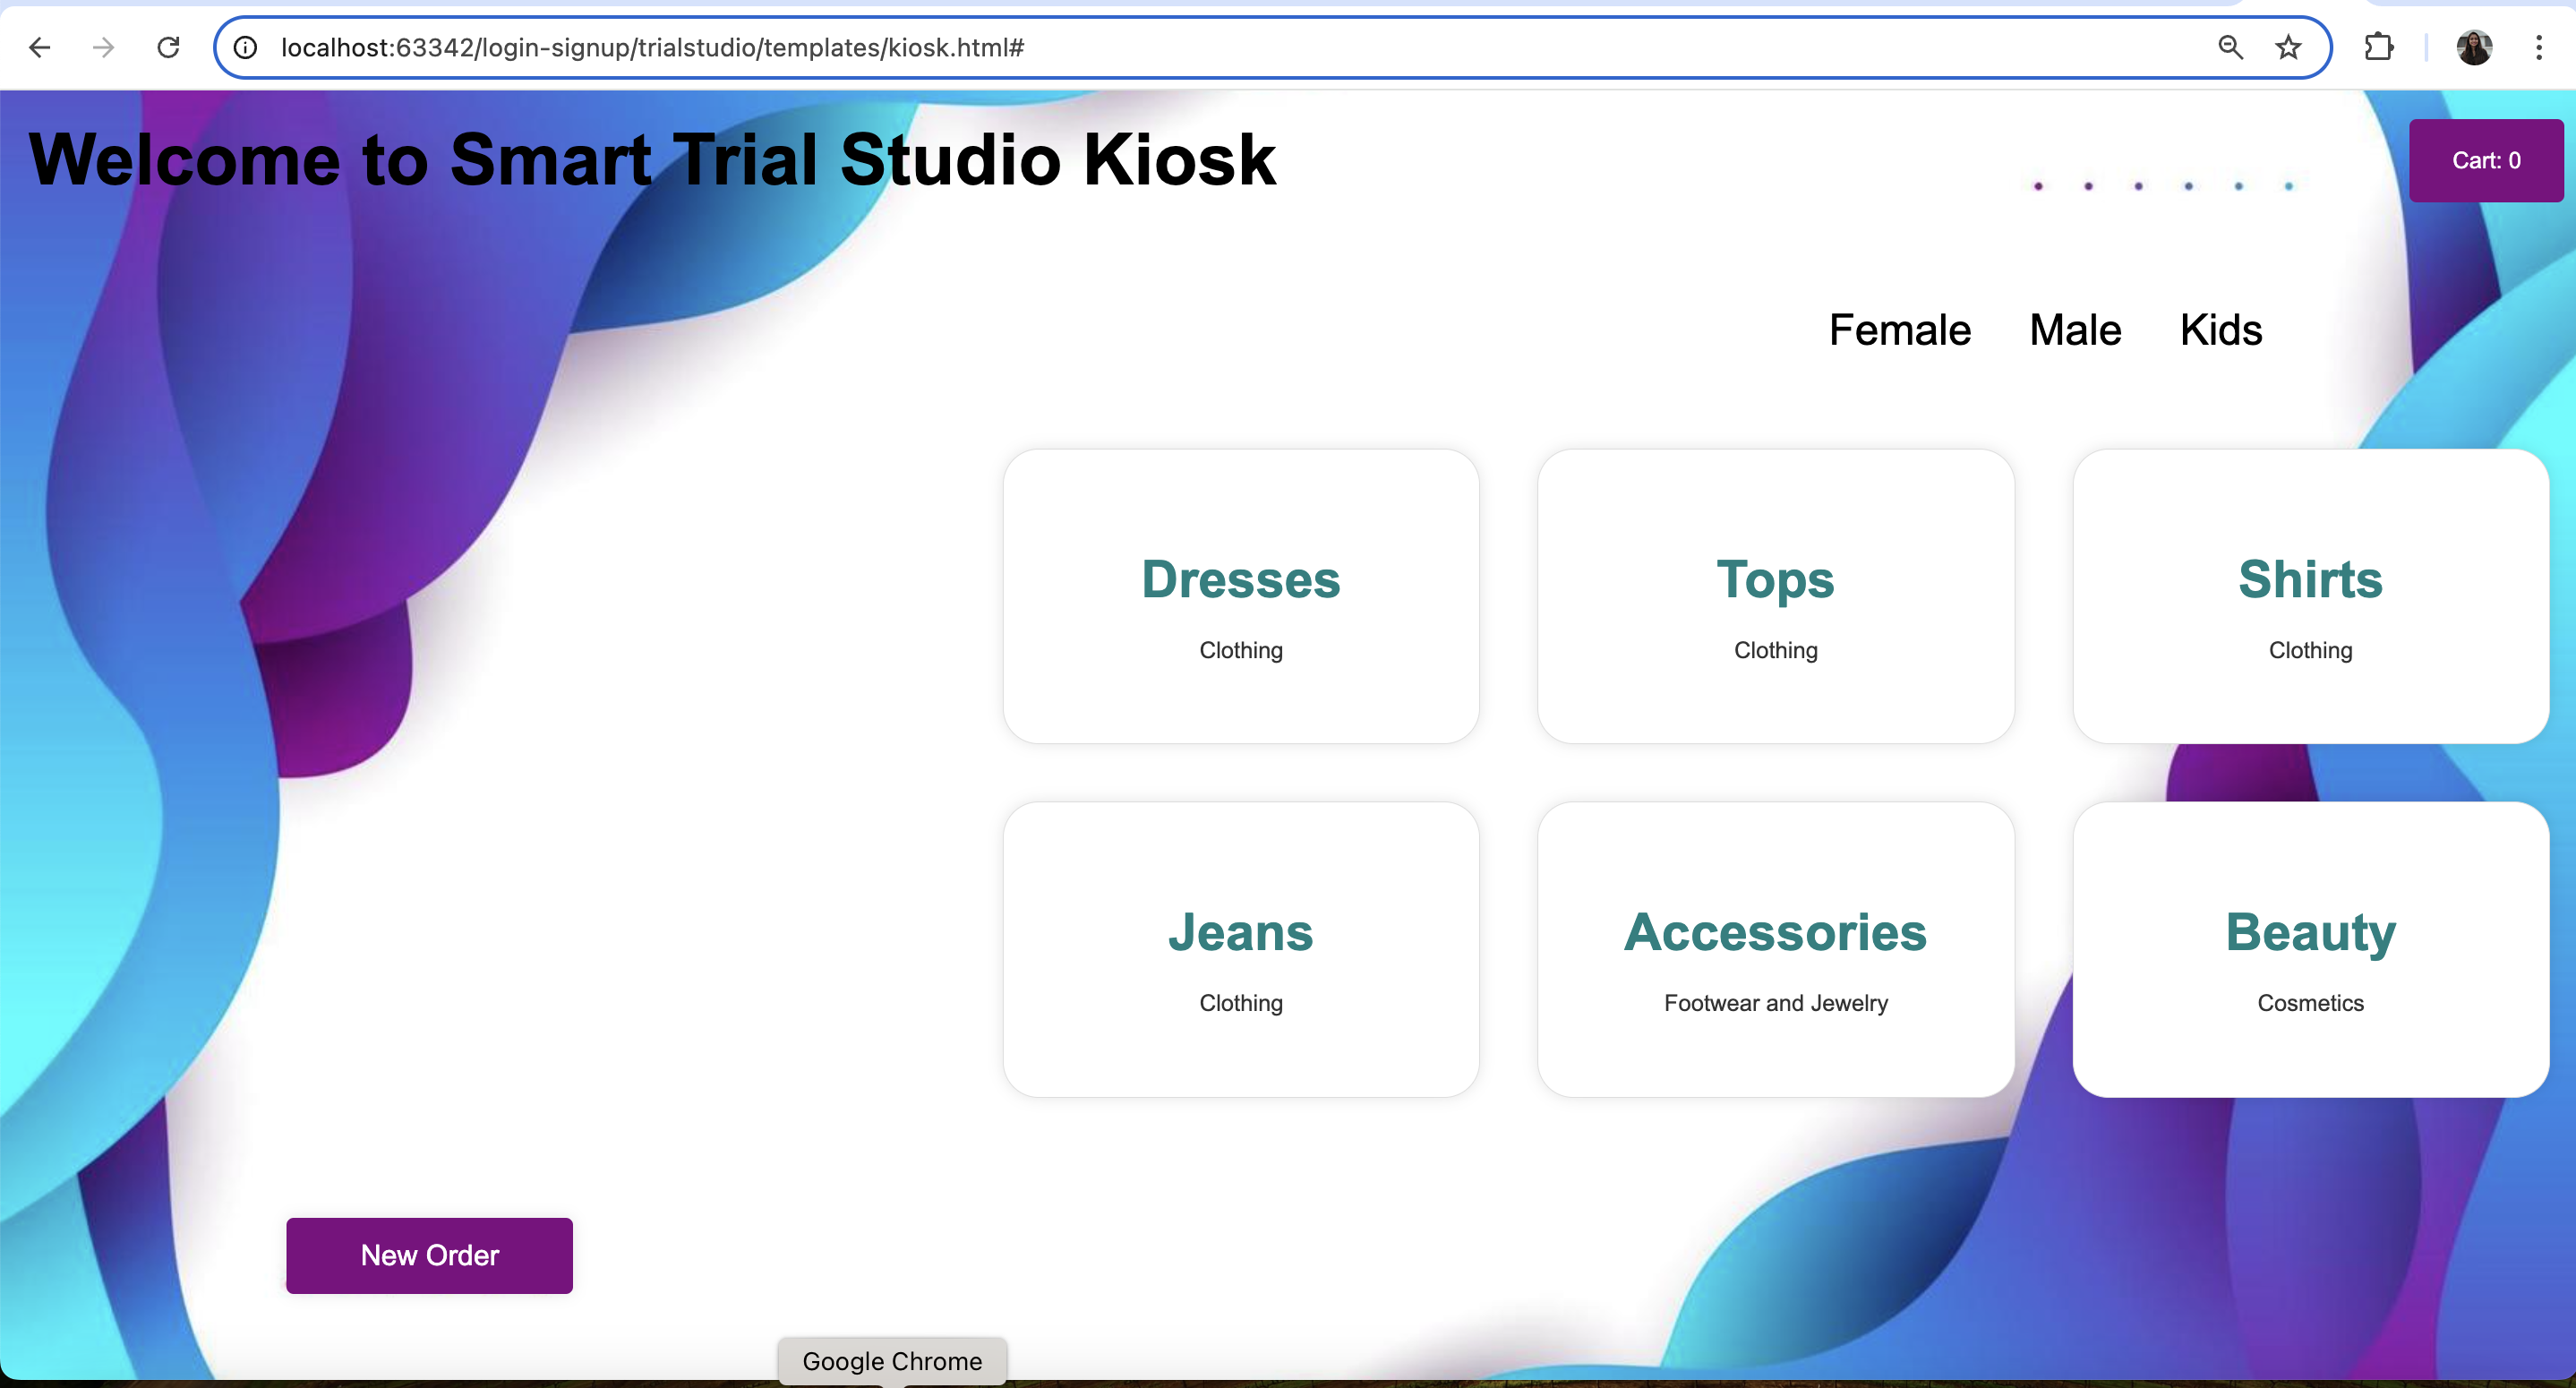 localhost:63342/login-signup/trialstudio/templates/kiosk.html#
Welcome to Smart Trial Studio Kiosk
Cart: 0
Female Male Kids
Dresses Tops Shirts
Clothing Clothing Clothing
Jeans Accessories Beauty
Clothing Footwear and Jewelry Cosmetics
New Order
Google Chrome